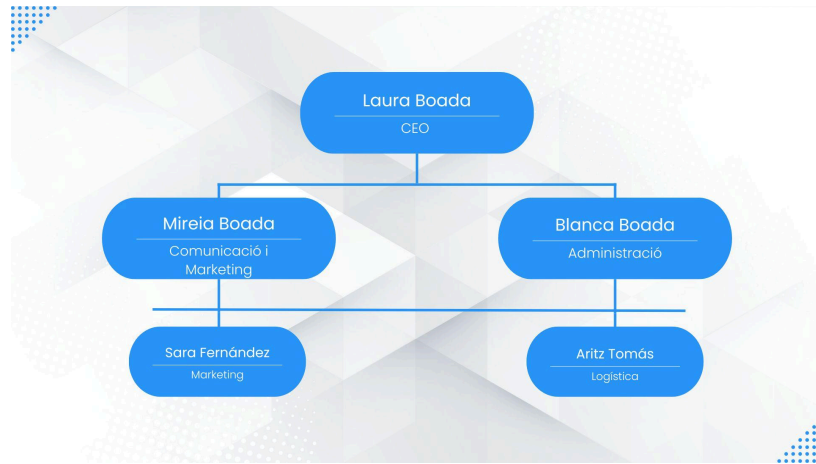 Laura Boada
CEO
Mireia Boada
Comunicació i
Marketing
Blanca Boada
Administració
Sara Fernández
Marketing
Aritz Tomás
Logística